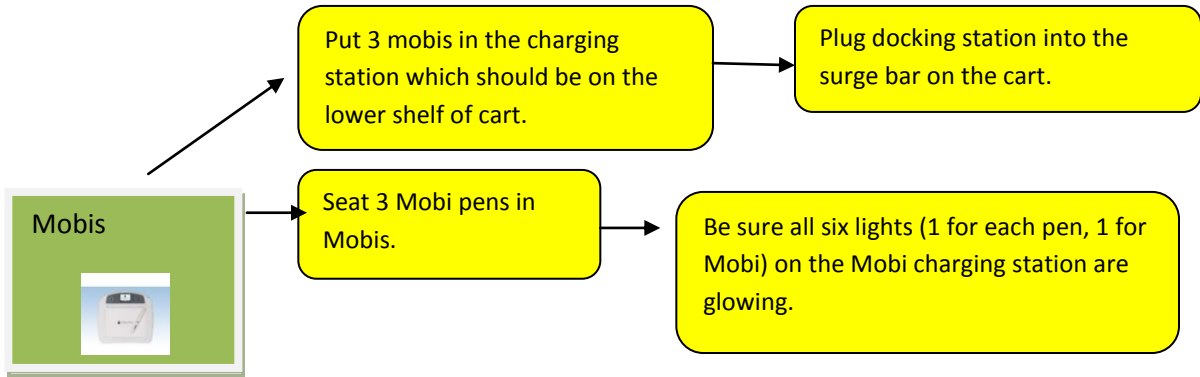 Put 3 mobis in the charging
station which should be on the
lower shelf of cart.
Plug docking station into the
surge bar on the cart.
Mobis
Seat 3 Mobi pens in
Mobis.
Be sure all six lights (1 for each pen, 1 for
Mobi) on the Mobi charging station are
glowing.